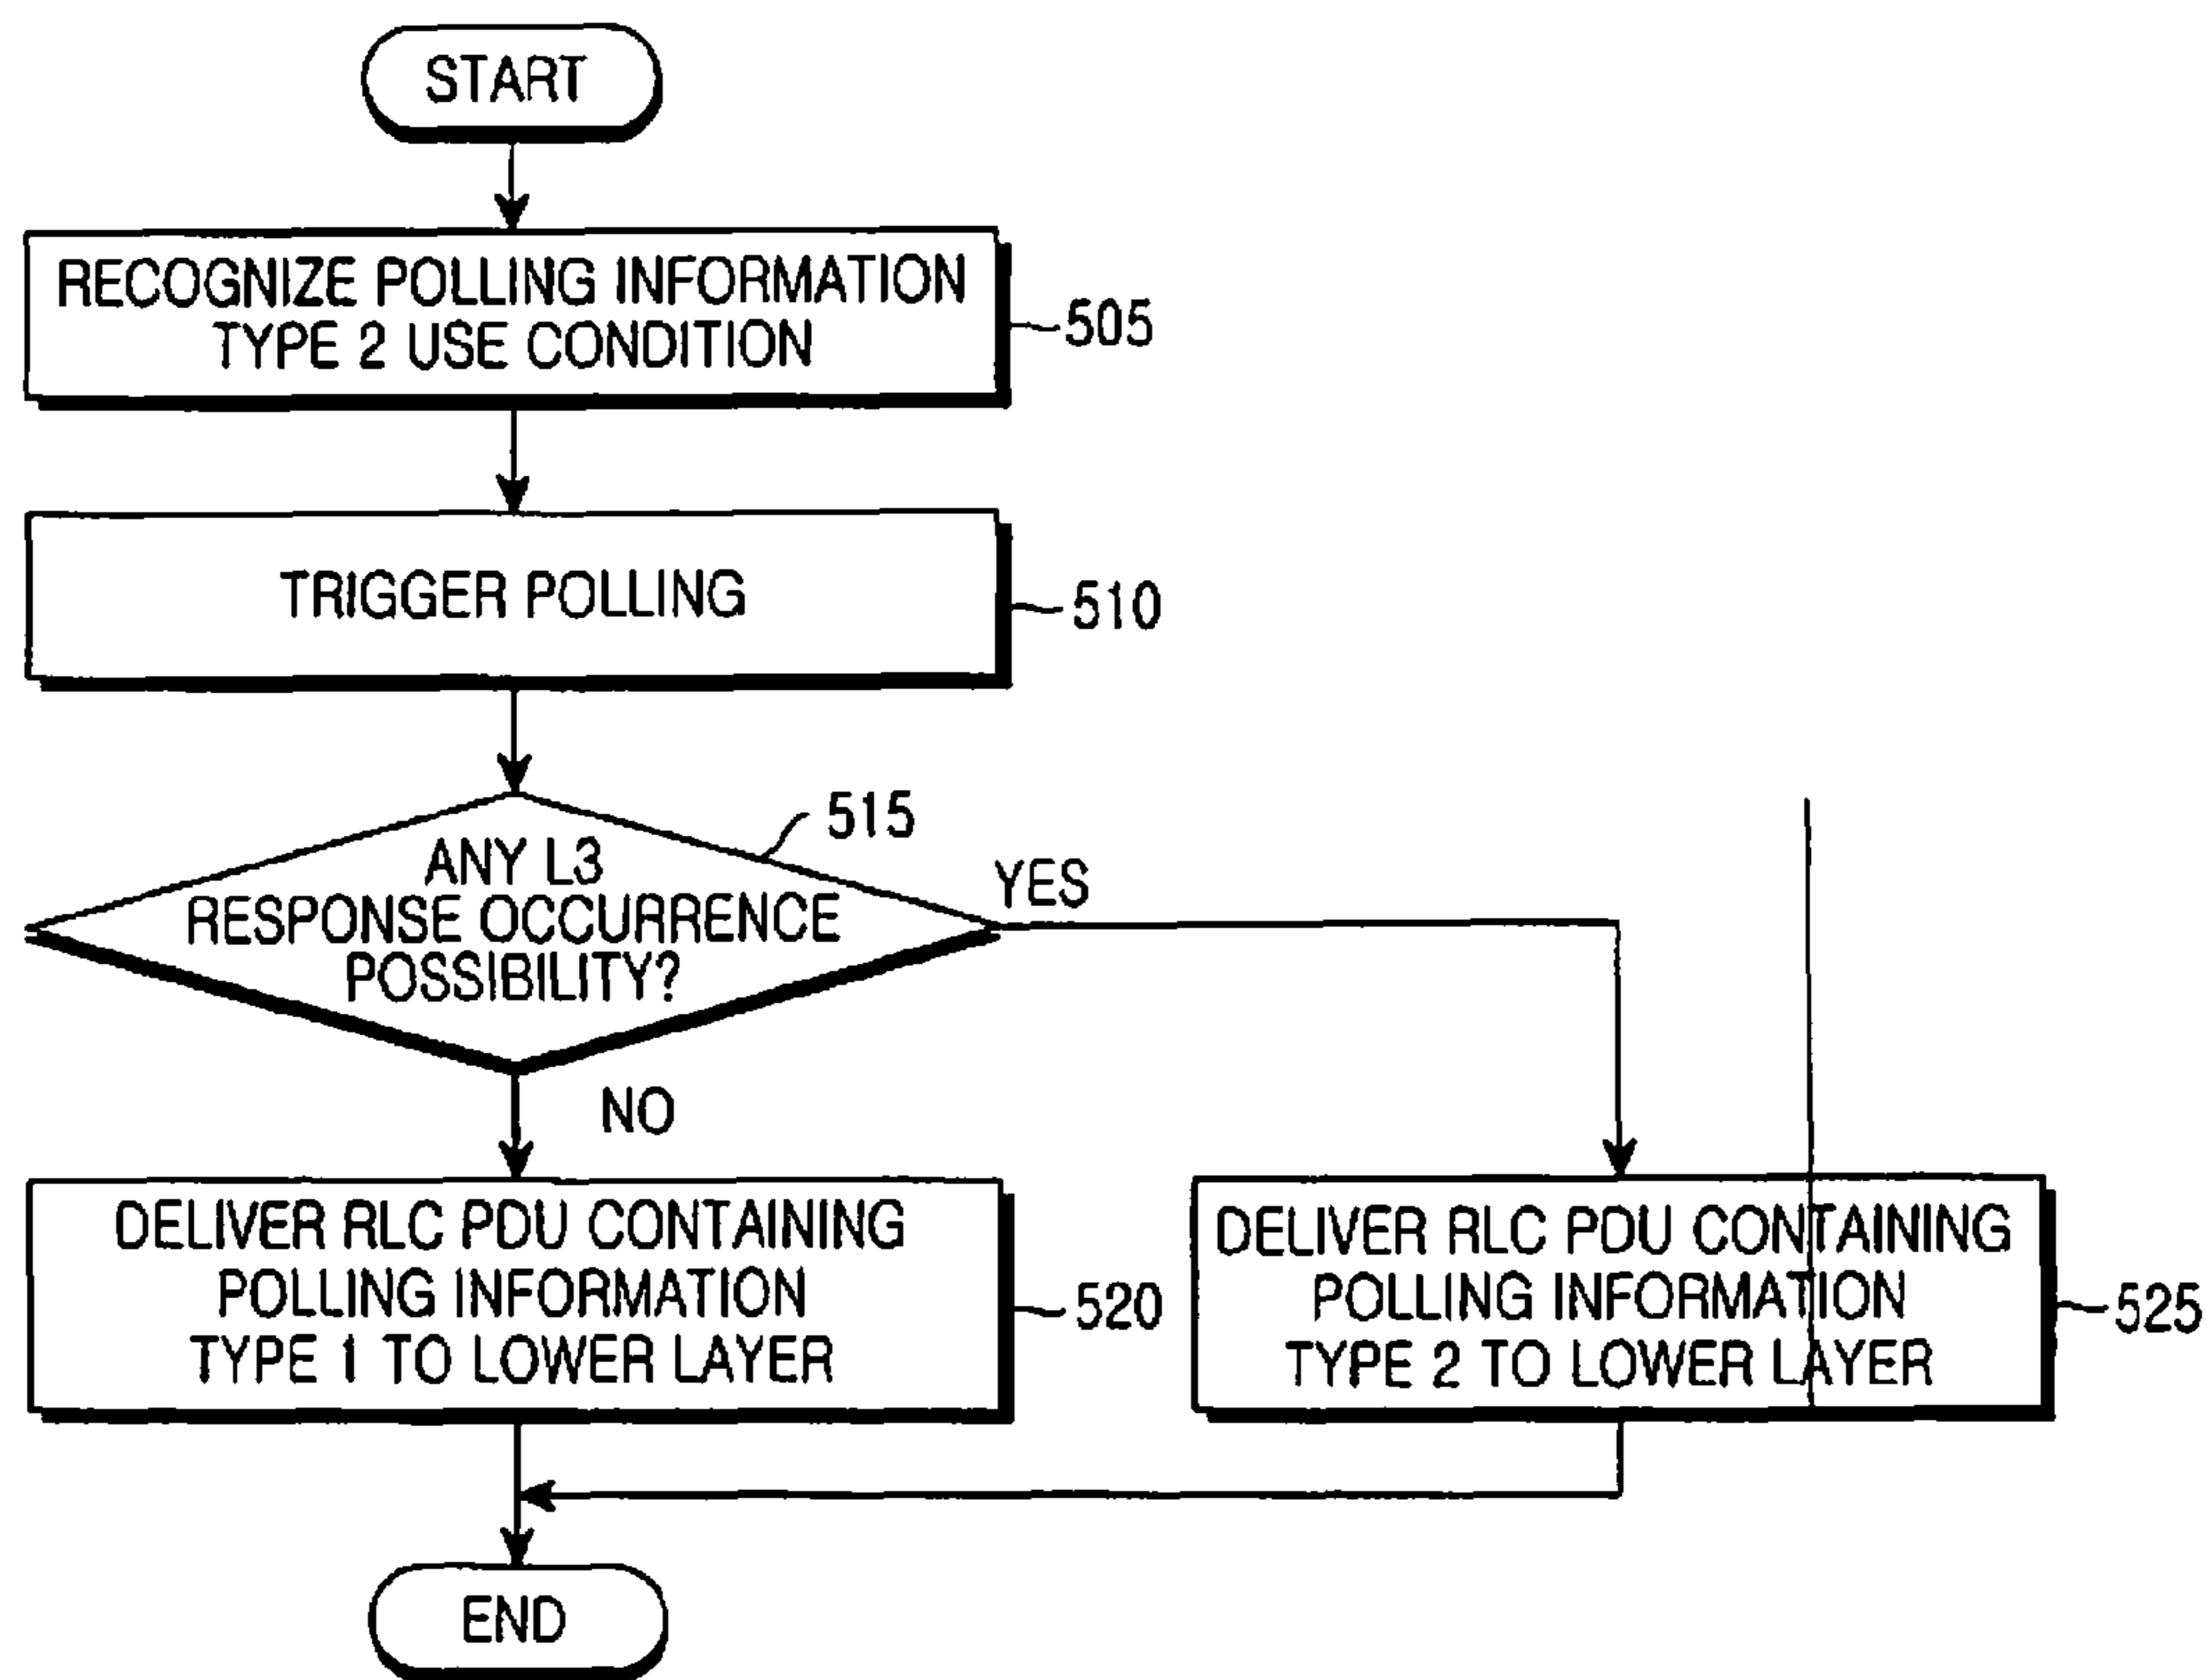 START
RECOGNIZE POLLING INFORMATION
TYPE 2 USE CONDITION
505
TRIGGER POLLING
510
515
ANY L3
RESPONSE OCCURRENCE
POSSIBILITY?
YES
NO
DELIVER RLC PDU CONTAINING
POLLING INFORMATION
TYPE 1 TO LOWER LAYER
520
DELIVER RLC PDU CONTAINING
POLLING INFORMATION
TYPE 2 TO LOWER LAYER
525
END